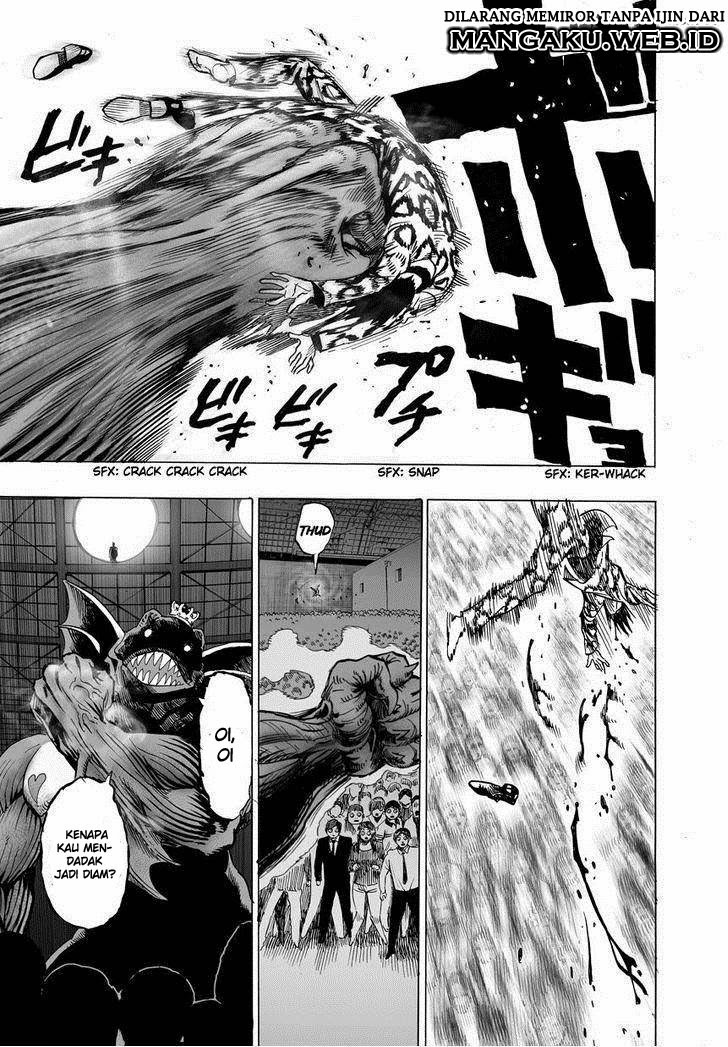 DILARANG MEMIROR TANPA IJIN DARI
MANGAKU.WEB.ID
ボギ
プチ
ビキ
ビキ
ビキ
SFX: CRACK CRACK CRACK
SFX: SNAP
SFX: KER-WHACK
THUD
OI,
OI
KENAPA
KAU MEN-
DADAK
JADI DIAM?